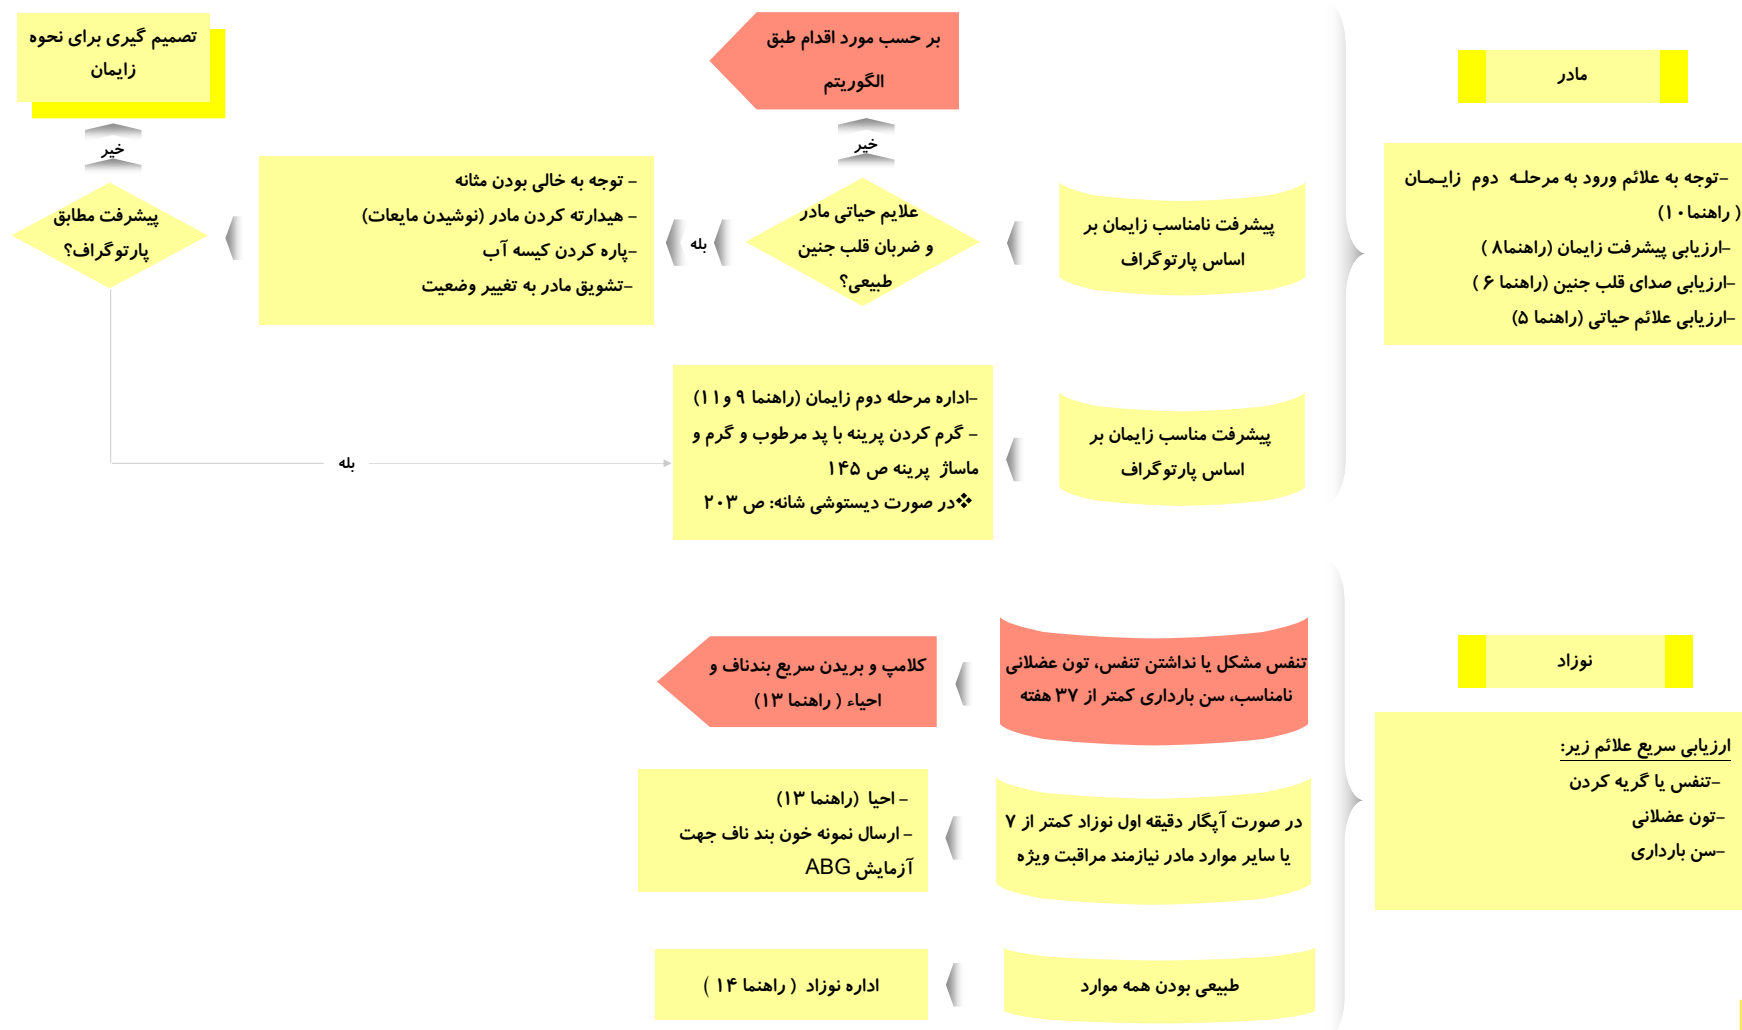 مادر
-توجه به علائم ورود به مرحله دوم زایمان
( راهنما۱۰)
-ارزیابی پیشرفت زایمان (راهنما۸ )
-ارزیابی صدای قلب جنین (راهنما ۶ )
-ارزیابی علائم حیاتی (راهنما ۵)
پیشرفت نامناسب زایمان بر
اساس پارتوگراف
علایم حیاتی مادر
و ضربان قلب جنین
طبیعی؟
خیر
بر حسب مورد اقدام طبق
الگوریتم
بله
- توجه به خالی بودن مثانه
- هیدارته کردن مادر (نوشیدن مایعات)
-پاره کردن کیسه آب
-تشویق مادر به تغییر وضعیت
پیشرفت مطابق
پارتوگراف؟
خیر
تصمیم گیری برای نحوه
زایمان
بله
پیشرفت مناسب زایمان بر
اساس پارتوگراف
-اداره مرحله دوم زایمان (راهنما ۹ و۱۱)
- گرم کردن پرینه با پد مرطوب و گرم و
ماساژ پرینه ص ۱۴۵
❖در صورت دیستوشی شانه: ص ۲۰۳
نوزاد
ارزیابی سریع علائم زیر:
-تنفس یا گریه کردن
-تون عضلانی
-سن بارداری
تنفس مشکل یا نداشتن تنفس، تون عضلانی
نامناسب، سن بارداری کمتر از ۳۷ هفته
کلامپ و بریدن سریع بندناف و
احیاء ( راهنما ۱۳)
در صورت آپگار دقیقه اول نوزاد کمتر از ۷
یا سایر موارد مادر نیازمند مراقبت ویژه
- احیا (راهنما ۱۳)
- ارسال نمونه خون بند ناف جهت
آزمایش ABG
طبیعی بودن همه موارد
اداره نوزاد ( راهنما ۱۴ )